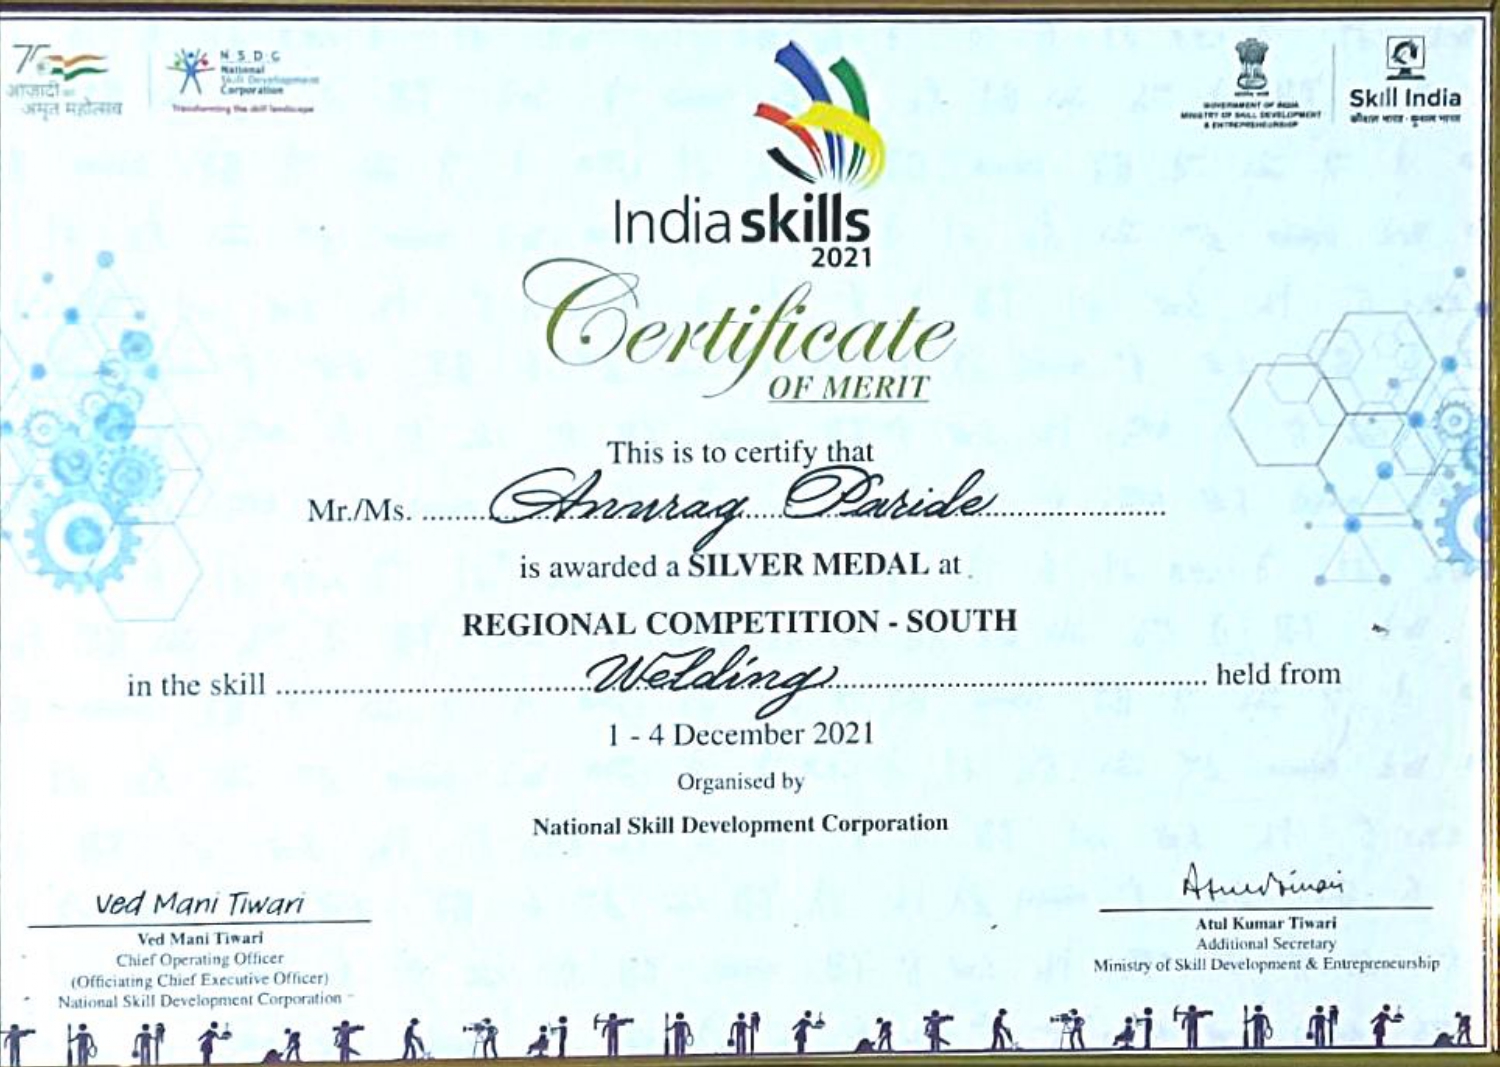 75
आज़ादी का
अमृत महोत्सव
N S D C
National
Skill Development
Corporation
Transforming the skill landscape
GOVERNMENT OF INDIA
MINISTRY OF SKILL DEVELOPMENT
& ENTREPRENEURSHIP
Skill India
कौशल भारत - कुशल भारत
India skills
2021
Certificate
OF MERIT
This is to certify that
Mr./Ms. Anurag Paride
is awarded a SILVER MEDAL at
REGIONAL COMPETITION - SOUTH
in the skill Welding held from
1 - 4 December 2021
Organised by
National Skill Development Corporation
Ved Mani Tiwari
Ved Mani Tiwari
Chief Operating Officer
(Officiating Chief Executive Officer)
National Skill Development Corporation
Atul Kumar Tiwari
Additional Secretary
Ministry of Skill Development & Entrepreneurship